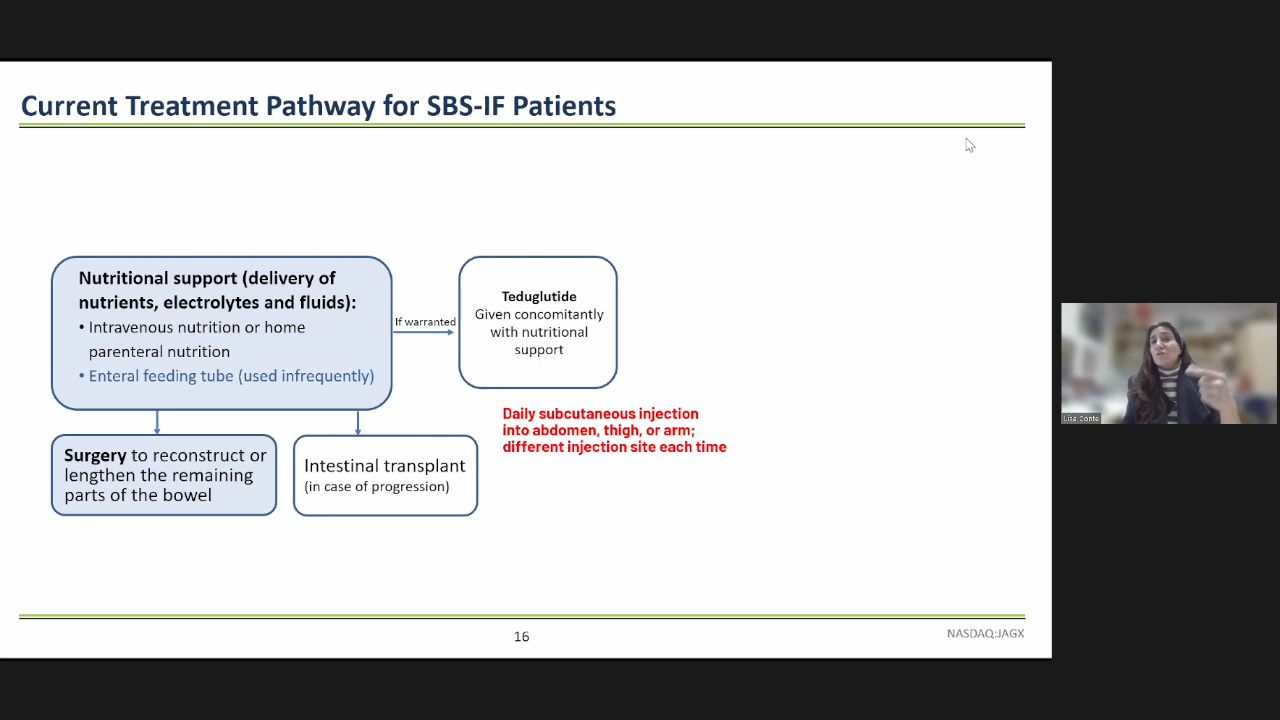 Current Treatment Pathway for SBS-IF Patients
Nutritional support (delivery of
nutrients, electrolytes and fluids):
• Intravenous nutrition or home
parenteral nutrition
• Enteral feeding tube (used infrequently)
If warranted
Teduglutide
Given concomitantly
with nutritional
support
Daily subcutaneous injection
into abdomen, thigh, or arm;
different injection site each time
Surgery to reconstruct or
lengthen the remaining
parts of the bowel
Intestinal transplant
(in case of progression)
16
NASDAQ:JAGX
Lisa Conte